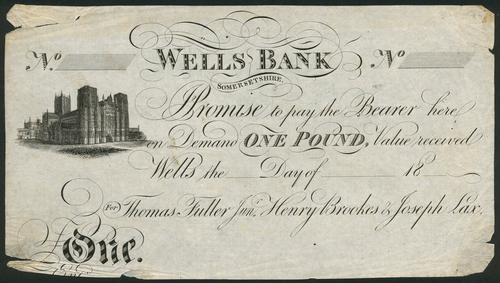 No No
WELLS BANK
SOMERSETSHIRE.
Promise to pay the Bearer here
on Demand ONE POUND, Value received
Wells the Day of 18
For Thomas Fuller Junr. Henry Brookes & Joseph Lax.
One.